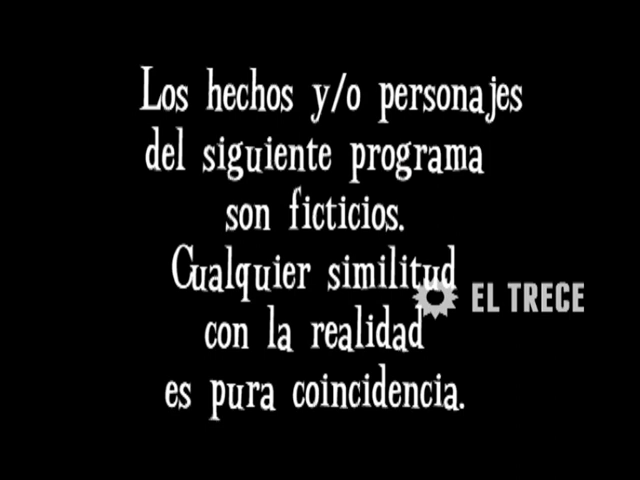 Los hechos y/o personajes
del siguiente programa
son ficticios.
Cualquier similitud
EL TRECE
con la realidad
es pura coincidencia.